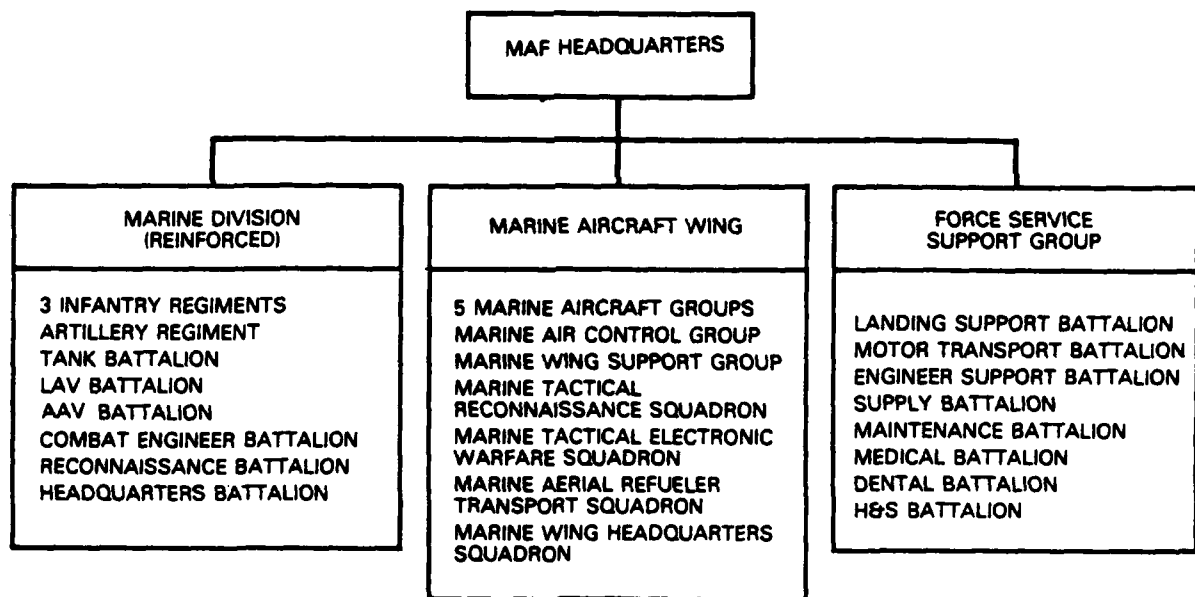 MAF HEADQUARTERS
MARINE DIVISION
(REINFORCED)
3 INFANTRY REGIMENTS
ARTILLERY REGIMENT
TANK BATTALION
LAV BATTALION
AAV BATTALION
COMBAT ENGINEER BATTALION
RECONNAISSANCE BATTALION
HEADQUARTERS BATTALION
MARINE AIRCRAFT WING
5 MARINE AIRCRAFT GROUPS
MARINE AIR CONTROL GROUP
MARINE WING SUPPORT GROUP
MARINE TACTICAL
RECONNAISSANCE SQUADRON
MARINE TACTICAL ELECTRONIC
WARFARE SQUADRON
MARINE AERIAL REFUELER
TRANSPORT SQUADRON
MARINE WING HEADQUARTERS
SQUADRON
FORCE SERVICE
SUPPORT GROUP
LANDING SUPPORT BATTALION
MOTOR TRANSPORT BATTALION
ENGINEER SUPPORT BATTALION
SUPPLY BATTALION
MAINTENANCE BATTALION
MEDICAL BATTALION
DENTAL BATTALION
H&S BATTALION